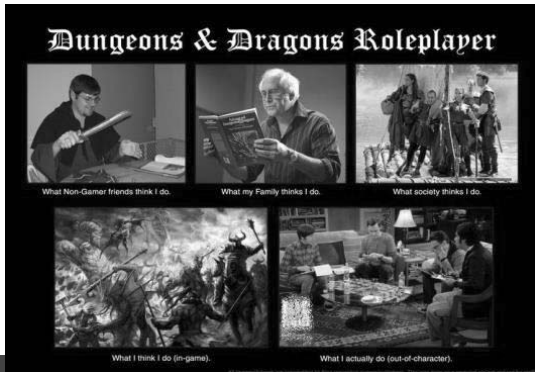 Dungeons & Dragons Roleplayer
What Non-Gamer friends think I do.
What my Family thinks I do.
What society thinks I do.
What I think I do (in-game).
What I actually do (out-of-character).